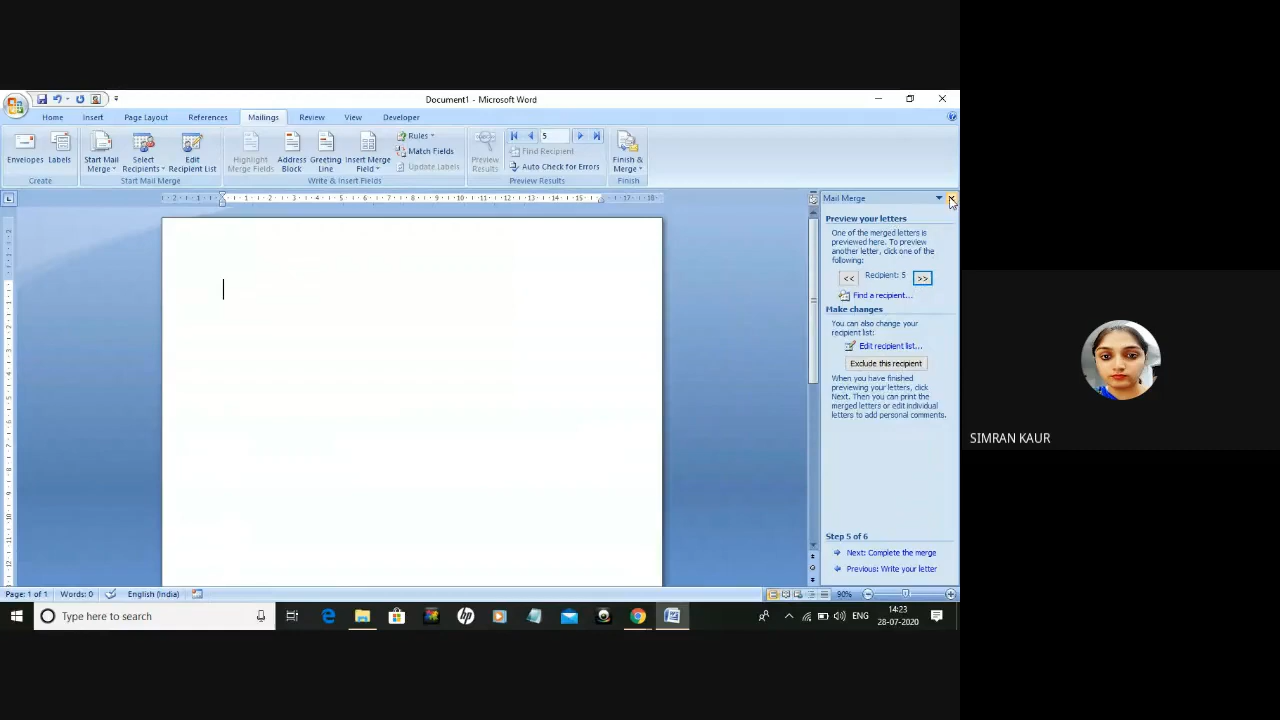 Document1 - Microsoft Word
Home Insert Page Layout References Mailings Review View Developer
Envelopes Labels
Create
Start Mail Merge
Select Recipients
Edit Recipient List
Start Mail Merge
Highlight Merge Fields
Address Block
Greeting Line
Insert Merge Field
Rules
Match Fields
Update Labels
Write & Insert Fields
Preview Results
5
Find Recipient
Auto Check for Errors
Preview Results
Finish & Merge
Finish
Mail Merge
Preview your letters
One of the merged letters is
previewed here. To preview
another letter, click one of the
following:
<< Recipient: 5 >>
Find a recipient...
Make changes
You can also change your
recipient list:
Edit recipient list...
Exclude this recipient
When you have finished
previewing your letters, click
Next. Then you can print the
merged letters or edit individual
letters to add personal comments.
Step 5 of 6
Next: Complete the merge
Previous: Write your letter
SIMRAN KAUR
Page: 1 of 1 Words: 0 English (India) 90%
Type here to search
ENG
14:23
28-07-2020